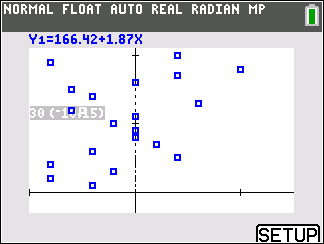 NORMAL FLOAT AUTO REAL RADIAN MP
Y1=166.42+1.87X
SETUP